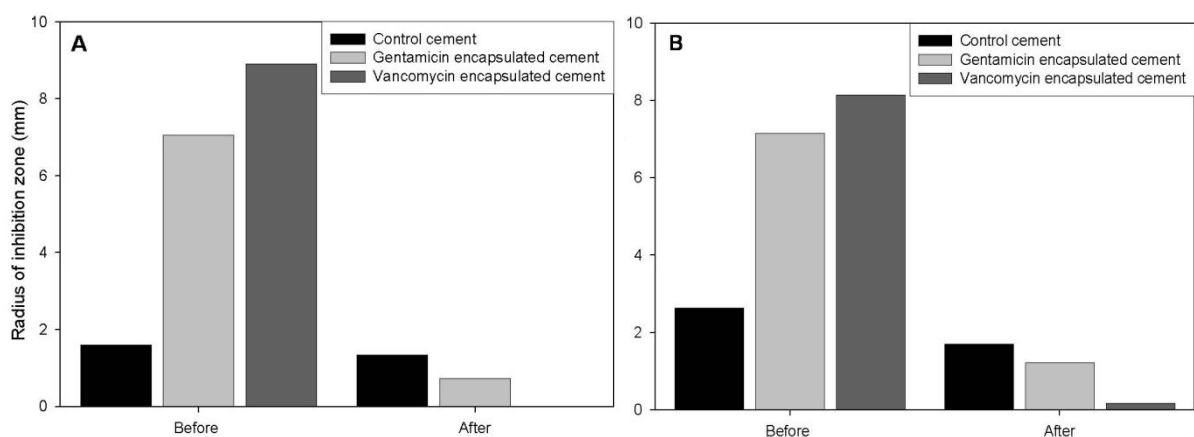 A
Control cement
Gentamicin encapsulated cement
Vancomycin encapsulated cement
Radius of inhibition zone (mm)
10
8
6
4
2
0
Before
After
B
Control cement
Gentamicin encapsulated cement
Vancomycin encapsulated cement
10
8
6
4
2
0
Before
After